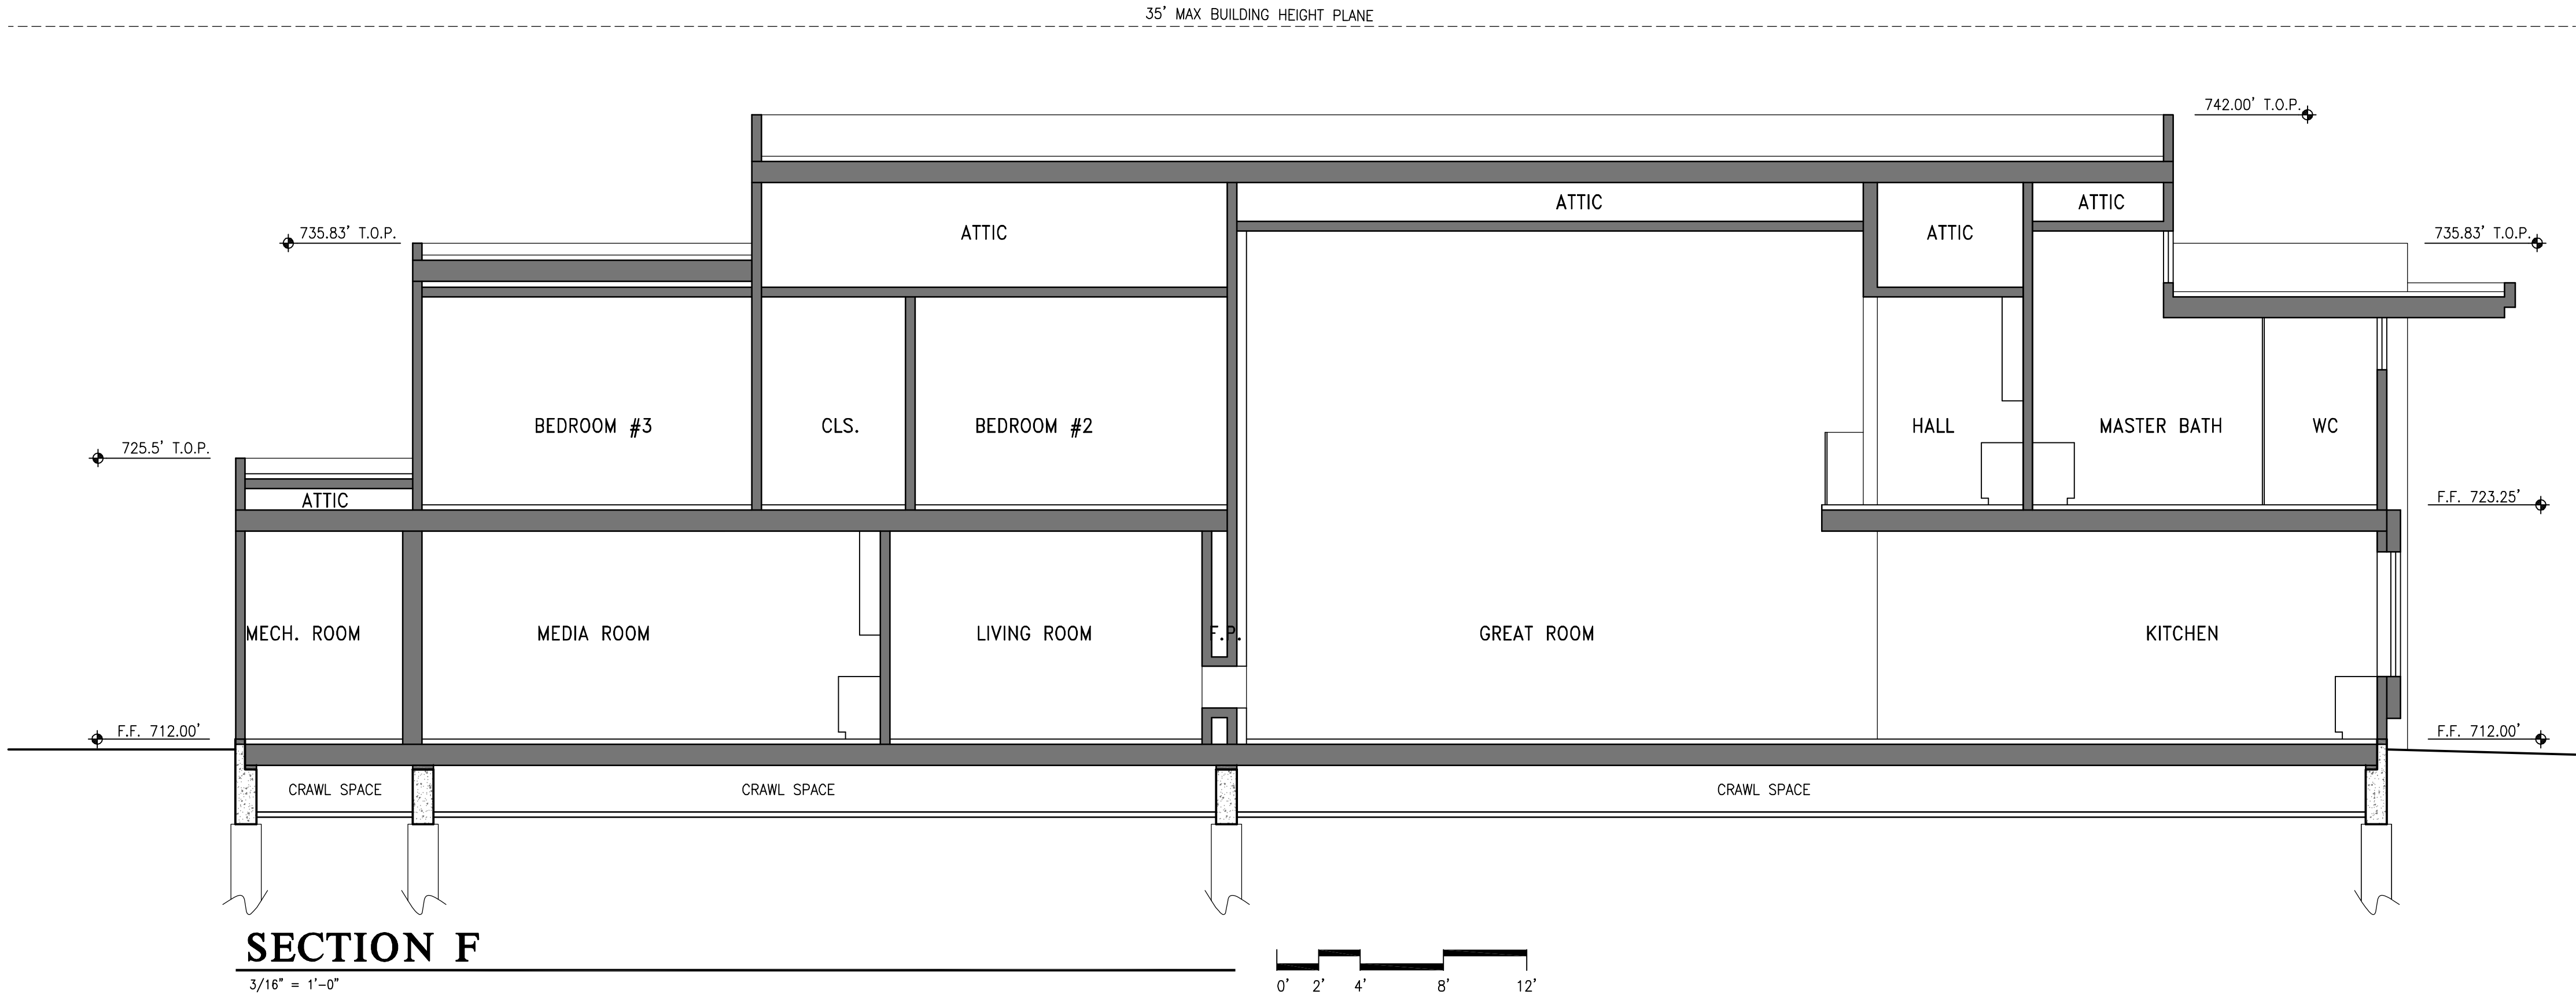 35' MAX BUILDING HEIGHT PLANE
742.00' T.O.P.
ATTIC
ATTIC
735.83' T.O.P.
ATTIC
ATTIC
735.83' T.O.P.
BEDROOM #3
CLS.
BEDROOM #2
HALL
MASTER BATH
WC
725.5' T.O.P.
ATTIC
F.F. 723.25'
MECH. ROOM
MEDIA ROOM
LIVING ROOM
F.P.
GREAT ROOM
KITCHEN
F.F. 712.00'
F.F. 712.00'
CRAWL SPACE
CRAWL SPACE
CRAWL SPACE
SECTION F
3/16" = 1'-0"
0' 2' 4' 8' 12'